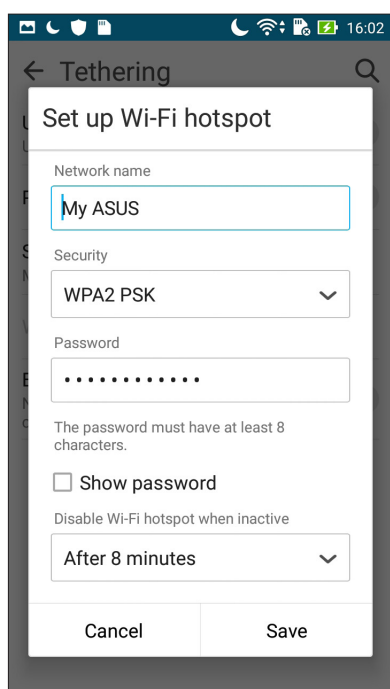 16:02
Tethering
Set up Wi-Fi hotspot
Network name
My ASUS
Security
WPA2 PSK
Password
••••••••••••
The password must have at least 8
characters.
Show password
Disable Wi-Fi hotspot when inactive
After 8 minutes
Cancel
Save